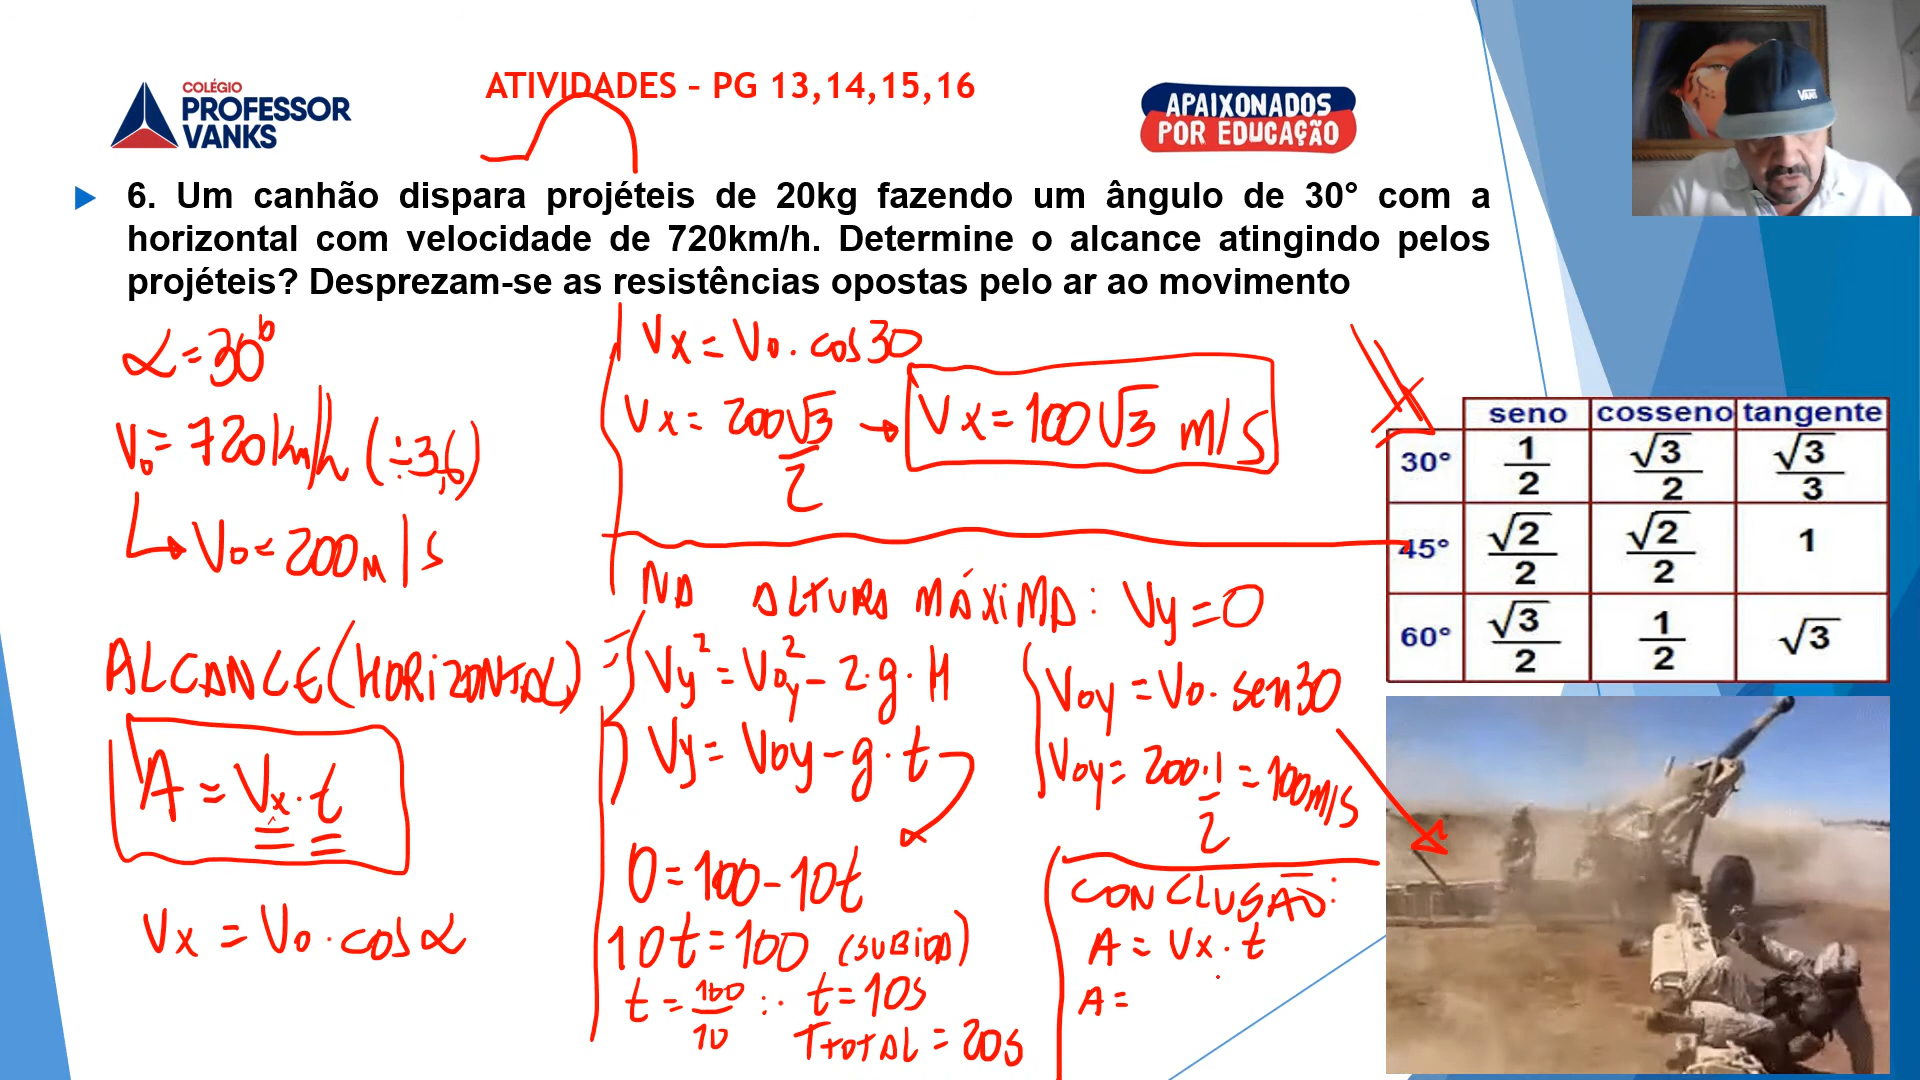 ATIVIDADES – PG 13,14,15,16
COLÉGIO
PROFESSOR
VANKS
APAIXONADOS
POR EDUCAÇÃO
VANS
6. Um canhão dispara projéteis de 20kg fazendo um ângulo de 30° com a
horizontal com velocidade de 720km/h. Determine o alcance atingindo pelos
projéteis? Desprezam-se as resistências opostas pelo ar ao movimento
α = 30°
V₀ = 720km/h (÷3,6)
V₀ = 200m/s
ALCANCE (HORIZONTAL) =
A = Vx · t
Vx = V₀ · cos α
Vx = V₀ · cos 30
Vx = 200√3/2 → Vx = 100√3 m/s
NA ALTURA MÁXIMA: Vy = 0
Vy² = V₀y² – 2·g·H
Vy = V₀y – g·t
0 = 100 – 10t
10t = 100 (SUBIDA)
t = 100/10 ∴ t = 10s
TTOTAL = 20s
V₀y = V₀ · sen 30
V₀y = 200·1/2 = 100m/s
CONCLUSÃO:
A = Vx · t
A =
seno cosseno tangente
30° 1/2 √3/2 √3/3
45° √2/2 √2/2 1
60° √3/2 1/2 √3